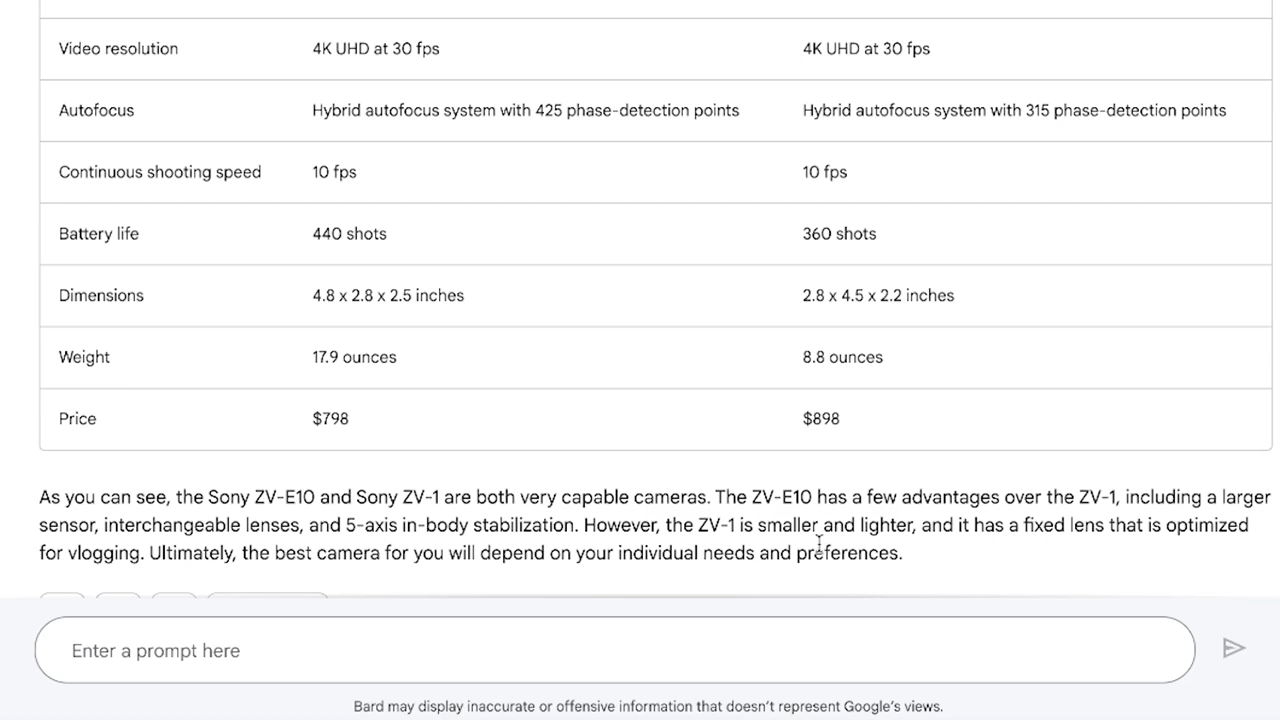 Video resolution 4K UHD at 30 fps 4K UHD at 30 fps
Autofocus Hybrid autofocus system with 425 phase-detection points Hybrid autofocus system with 315 phase-detection points
Continuous shooting speed 10 fps 10 fps
Battery life 440 shots 360 shots
Dimensions 4.8 x 2.8 x 2.5 inches 2.8 x 4.5 x 2.2 inches
Weight 17.9 ounces 8.8 ounces
Price $798 $898
As you can see, the Sony ZV-E10 and Sony ZV-1 are both very capable cameras. The ZV-E10 has a few advantages over the ZV-1, including a larger
sensor, interchangeable lenses, and 5-axis in-body stabilization. However, the ZV-1 is smaller and lighter, and it has a fixed lens that is optimized
for vlogging. Ultimately, the best camera for you will depend on your individual needs and preferences.
Enter a prompt here
Bard may display inaccurate or offensive information that doesn't represent Google's views.